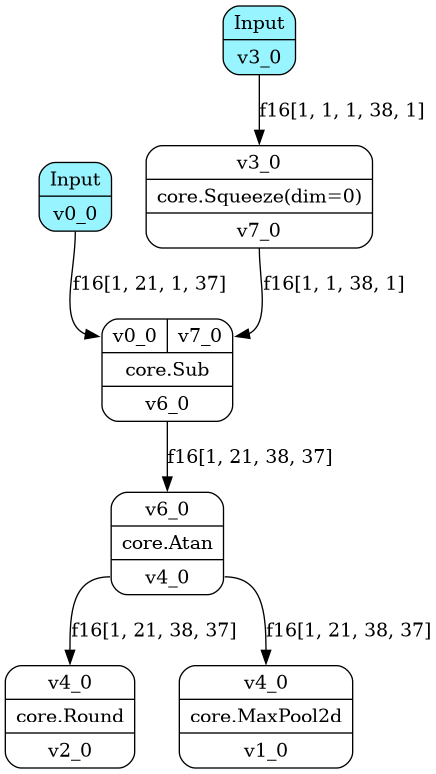 Input
v3_0
f16[1, 1, 1, 38, 1]
v3_0
core.Squeeze(dim=0)
v7_0
Input
v0_0
f16[1, 21, 1, 37]
f16[1, 1, 38, 1]
v0_0 v7_0
core.Sub
v6_0
f16[1, 21, 38, 37]
v6_0
core.Atan
v4_0
f16[1, 21, 38, 37]
f16[1, 21, 38, 37]
v4_0
core.Round
v2_0
v4_0
core.MaxPool2d
v1_0